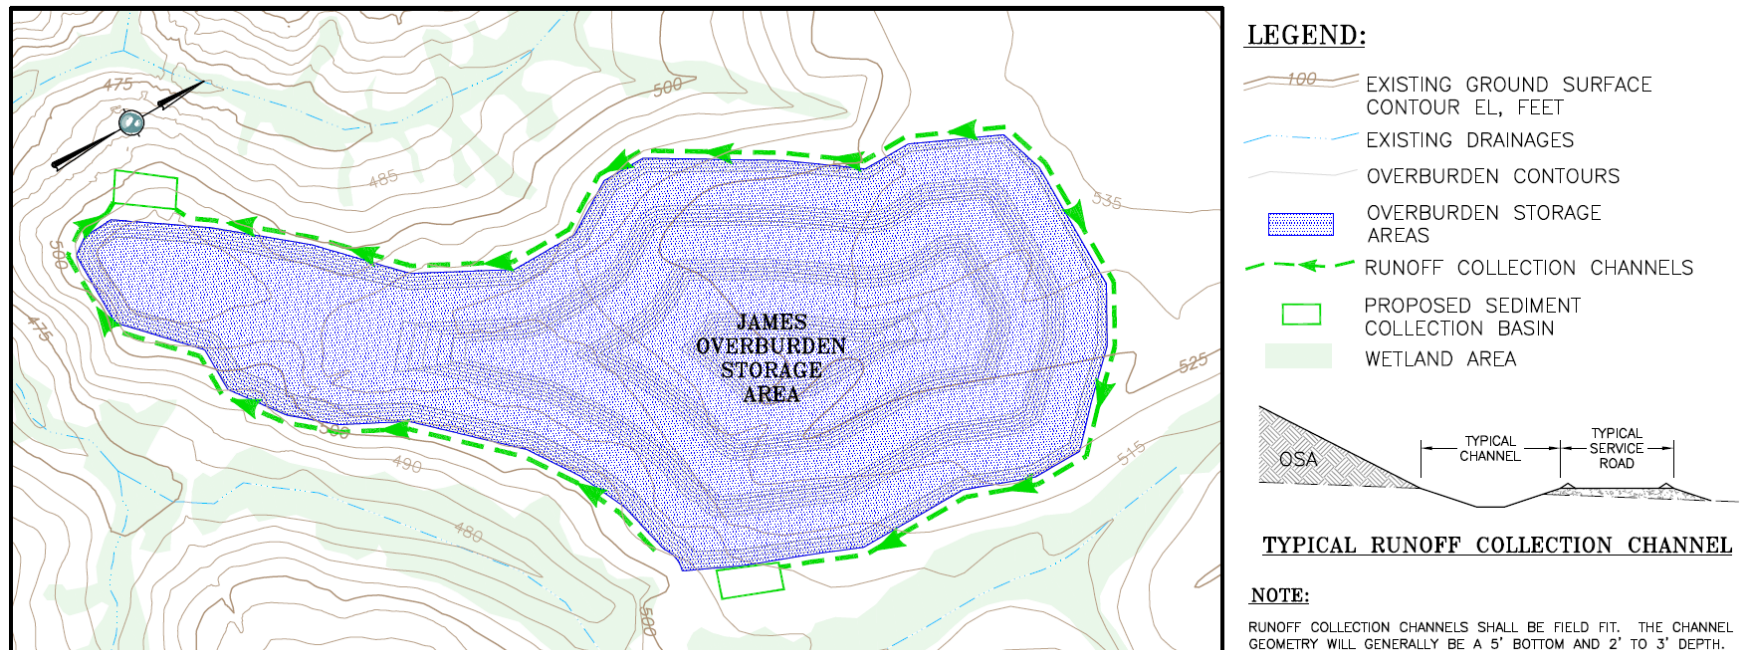 475
500
485
535
500
JAMES
OVERBURDEN
STORAGE
AREA
475
525
500
490
515
480
500
LEGEND:
100
EXISTING GROUND SURFACE
CONTOUR EL, FEET
EXISTING DRAINAGES
OVERBURDEN CONTOURS
OVERBURDEN STORAGE
AREAS
RUNOFF COLLECTION CHANNELS
PROPOSED SEDIMENT
COLLECTION BASIN
WETLAND AREA
TYPICAL
CHANNEL
TYPICAL
SERVICE
ROAD
OSA
TYPICAL RUNOFF COLLECTION CHANNEL
NOTE:
RUNOFF COLLECTION CHANNELS SHALL BE FIELD FIT. THE CHANNEL
GEOMETRY WILL GENERALLY BE A 5' BOTTOM AND 2' TO 3' DEPTH.